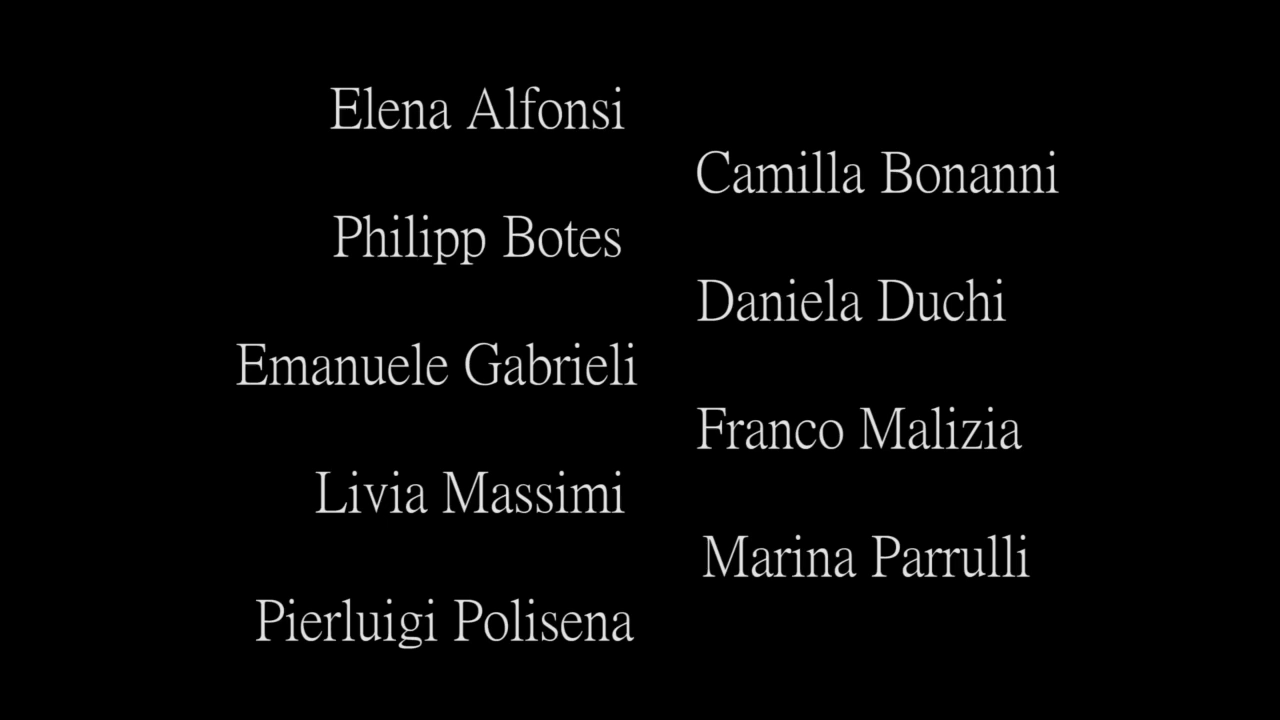 Elena Alfonsi
Camilla Bonanni
Philipp Botes
Daniela Duchi
Emanuele Gabrieli
Franco Malizia
Livia Massimi
Marina Parrulli
Pierluigi Polisena